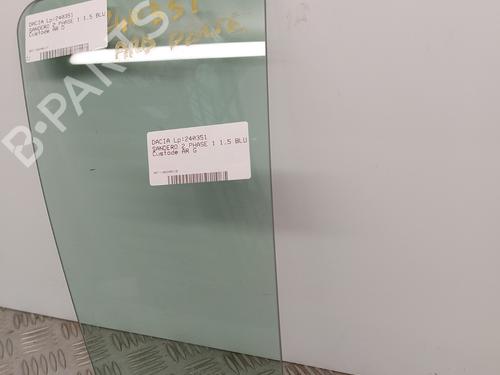 DACIA Lp:240351
SANDERO 2 PHASE 1 1.5 BLU
Custode AR D
240351
B-PARTS
DACIA Lp:240351
SANDERO 2 PHASE 1 1.5 BLU
Custode AR G